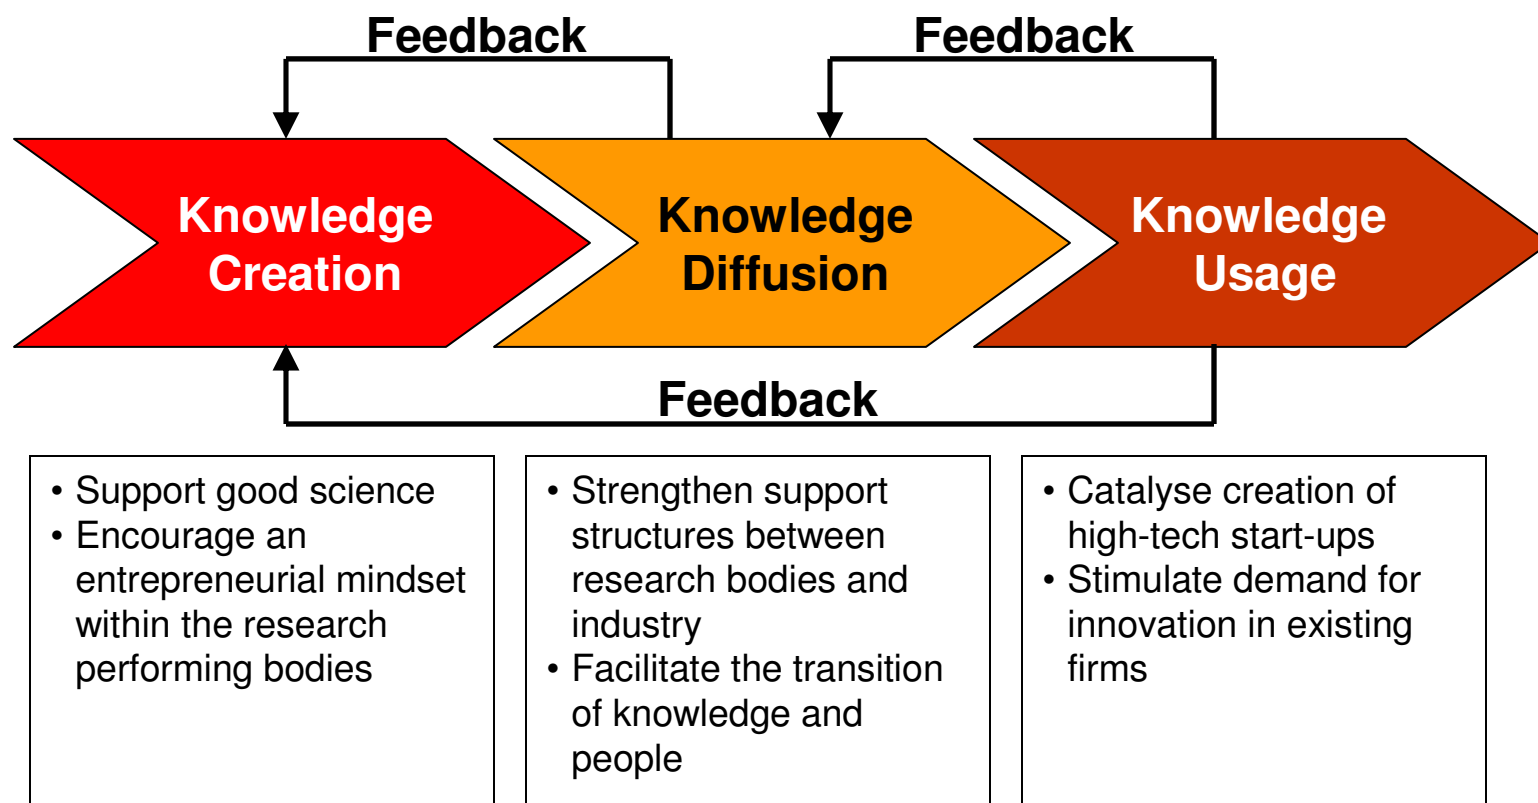 Feedback
Feedback
Knowledge
Creation
Knowledge
Diffusion
Knowledge
Usage
Feedback
• Support good science
• Encourage an
entrepreneurial mindset
within the research
performing bodies
• Strengthen support
structures between
research bodies and
industry
• Facilitate the transition
of knowledge and
people
• Catalyse creation of
high-tech start-ups
• Stimulate demand for
innovation in existing
firms